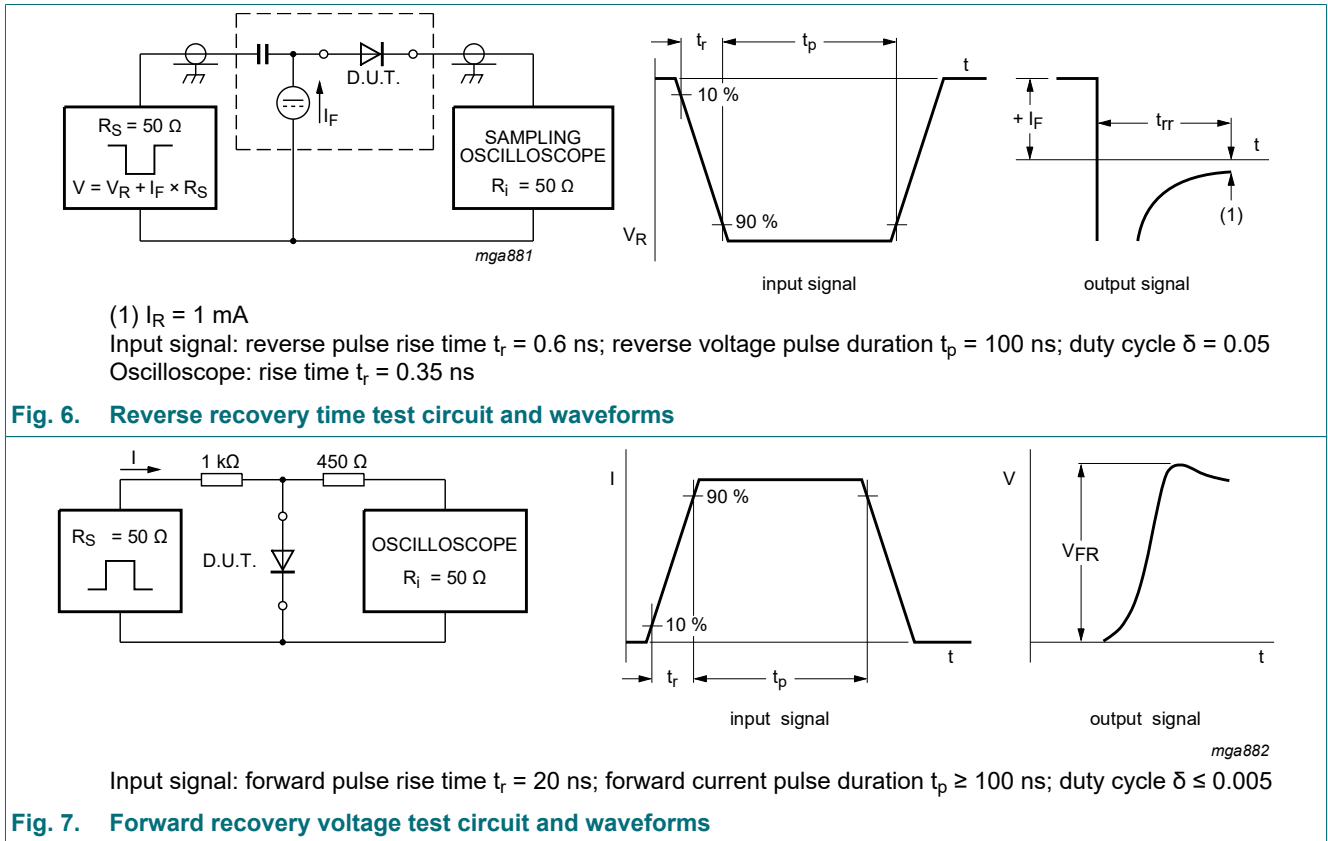 D.U.T.
I_F
R_S = 50 Ω
V = V_R + I_F × R_S
SAMPLING
OSCILLOSCOPE
R_i = 50 Ω
mga881
t_r
t_p
t
10 %
90 %
V_R
input signal
+ I_F
t_rr
t
(1)
output signal
(1) I_R = 1 mA
Input signal: reverse pulse rise time t_r = 0.6 ns; reverse voltage pulse duration t_p = 100 ns; duty cycle δ = 0.05
Oscilloscope: rise time t_r = 0.35 ns
Fig. 6. Reverse recovery time test circuit and waveforms
I
1 kΩ
450 Ω
R_S = 50 Ω
D.U.T.
OSCILLOSCOPE
R_i = 50 Ω
I
90 %
10 %
t
t_r
t_p
input signal
V
V_FR
t
output signal
mga882
Input signal: forward pulse rise time t_r = 20 ns; forward current pulse duration t_p ≥ 100 ns; duty cycle δ ≤ 0.005
Fig. 7. Forward recovery voltage test circuit and waveforms